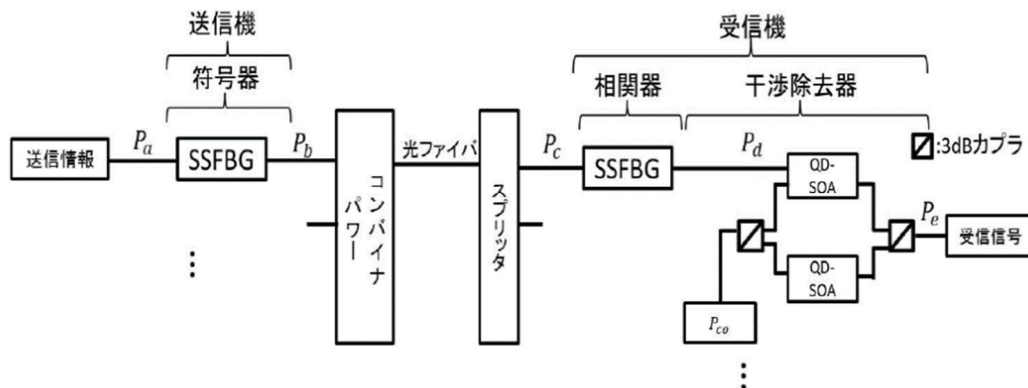 送信機
受信機
符号器
相関器
干渉除去器
送信情報
P_a
SSFBG
P_b
パワー
コンバイナ
光ファイバ
スプリッタ
P_c
SSFBG
P_d
:3dBカプラ
QD-
SOA
QD-
SOA
P_e
受信信号
P_co
⋮
⋮